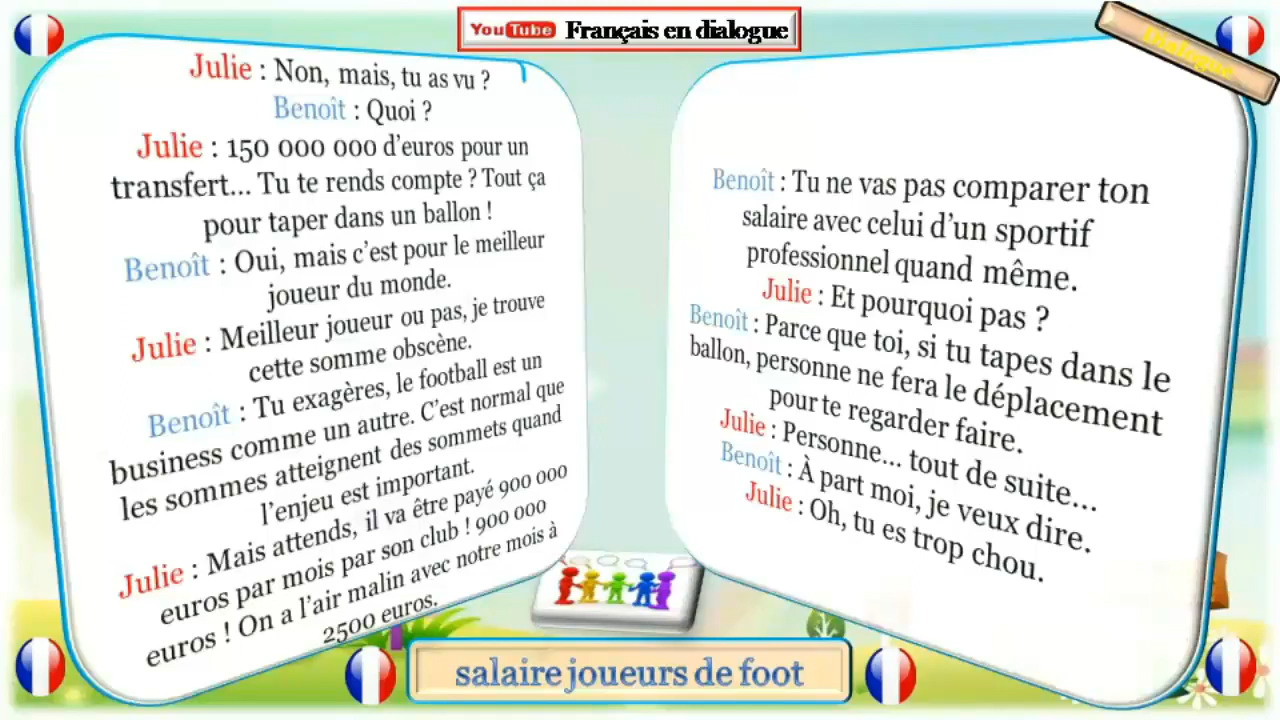 YouTube Français en dialogue
Dialogue
Julie : Non, mais, tu as vu ?
Benoît : Quoi ?
Julie : 150 000 000 d'euros pour un
transfert... Tu te rends compte ? Tout ça
pour taper dans un ballon !
Benoît : Oui, mais c'est pour le meilleur
joueur du monde.
Julie : Meilleur joueur ou pas, je trouve
cette somme obscène.
Benoît : Tu exagères, le football est un
business comme un autre. C'est normal que
les sommes atteignent des sommets quand
l'enjeu est important.
Julie : Mais attends, il va être payé 900 000
euros par mois par son club ! 900 000
euros ! On a l'air malin avec notre mois à
2500 euros.
Benoît : Tu ne vas pas comparer ton
salaire avec celui d'un sportif
professionnel quand même.
Julie : Et pourquoi pas ?
Benoît : Parce que toi, si tu tapes dans le
ballon, personne ne fera le déplacement
pour te regarder faire.
Julie : Personne... tout de suite...
Benoît : À part moi, je veux dire.
Julie : Oh, tu es trop chou.
salaire joueurs de foot